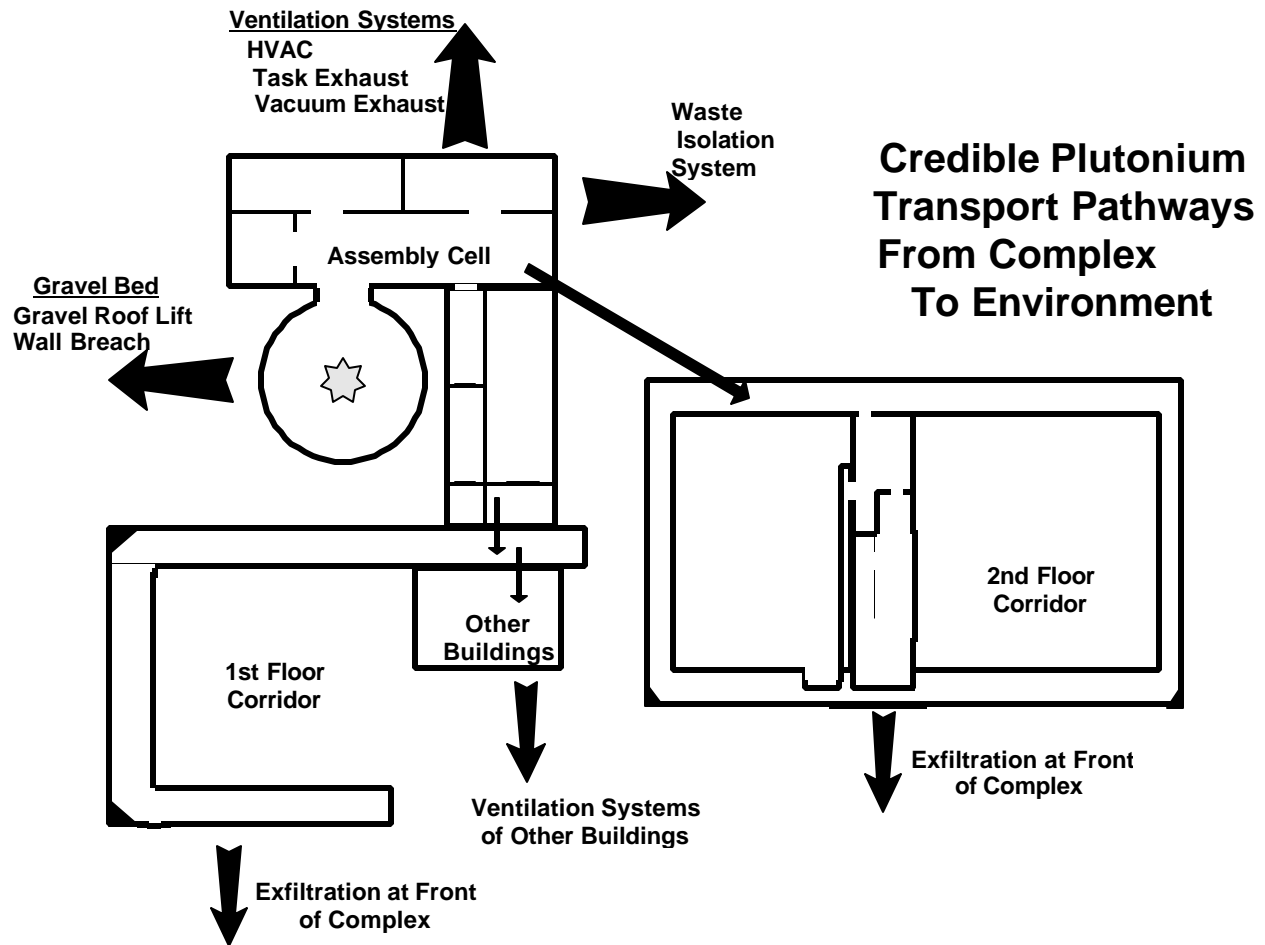 Ventilation Systems
HVAC
Task Exhaust
Vacuum Exhaust
Waste
Isolation
System
Credible Plutonium
Transport Pathways
From Complex
To Environment
Assembly Cell
Gravel Bed
Gravel Roof Lift
Wall Breach
2nd Floor
Corridor
Other
Buildings
1st Floor
Corridor
Exfiltration at Front
of Complex
Ventilation Systems
of Other Buildings
Exfiltration at Front
of Complex